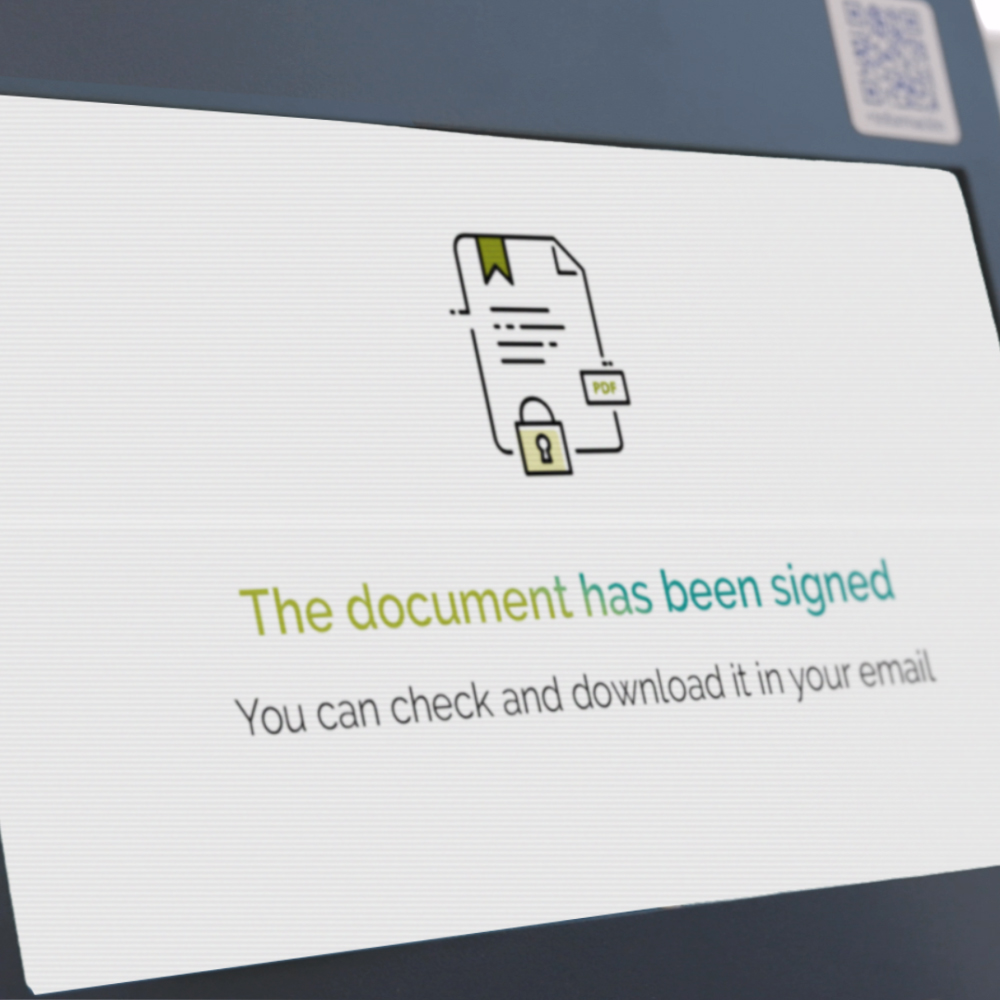 PDF
The document has been signed
You can check and download it in your email